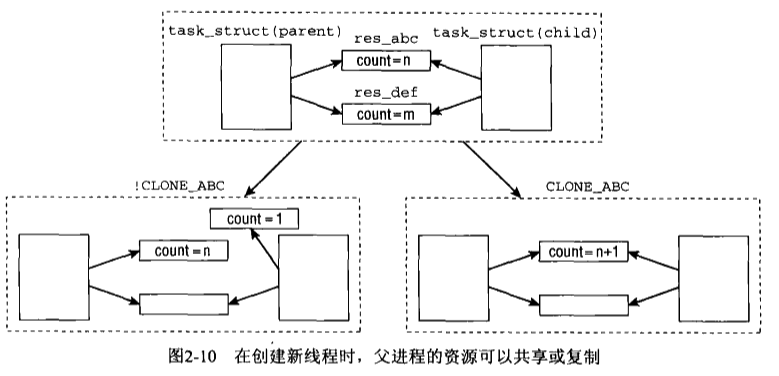 task_struct(parent)
res_abc
task_struct(child)
count=n
res_def
count=m
!CLONE_ABC
CLONE_ABC
count=1
count=n
count=n+1
图2-10 在创建新线程时，父进程的资源可以共享或复制